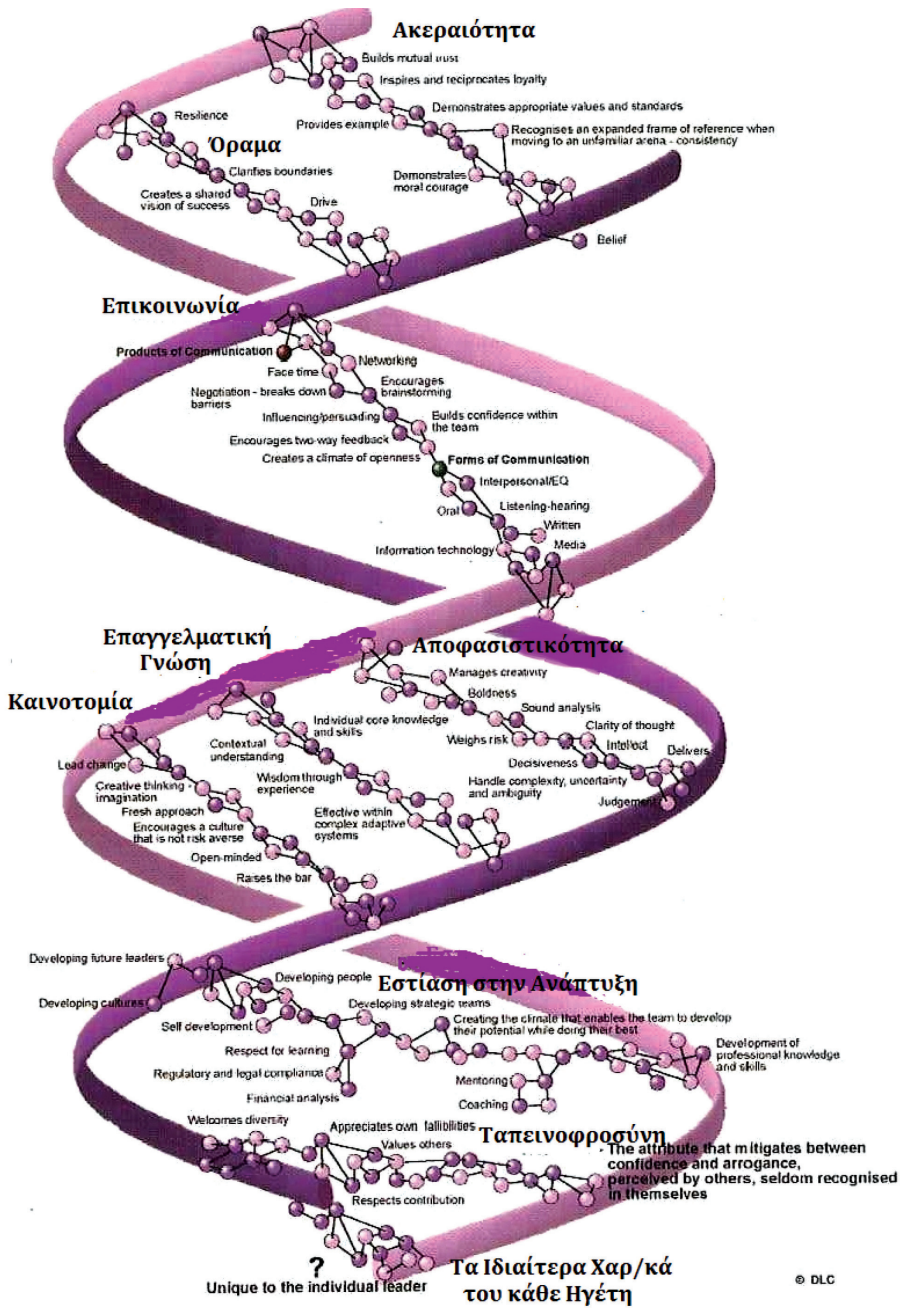 Ακεραιότητα
Builds mutual trust
Inspires and reciprocates loyalty
Demonstrates appropriate values and standards
Provides example
Recognises an expanded frame of reference when
moving to an unfamiliar arena - consistency
Demonstrates
moral courage
Belief
Resilience
Όραμα
Clarifies boundaries
Creates a shared
vision of success
Drive
Επικοινωνία
Products of Communication
Networking
Face time
Negotiation - breaks down
barriers
Encourages
brainstorming
Influencing/persuading
Builds confidence within
the team
Encourages two-way feedback
Creates a climate of openness
Forms of Communication
Interpersonal/EQ
Oral
Listening-hearing
Written
Information technology
Media
Επαγγελματική
Γνώση
Αποφασιστικότητα
Καινοτομία
Manages creativity
Boldness
Sound analysis
Clarity of thought
Weighs risk
Intellect
Delivers
Decisiveness
Handle complexity, uncertainty
and ambiguity
Judgement
Individual core knowledge
and skills
Contextual
understanding
Wisdom through
experience
Effective within
complex adaptive
systems
Lead change
Creative thinking -
imagination
Fresh approach
Encourages a culture
that is not risk averse
Open-minded
Raises the bar
Developing future leaders
Developing cultures
Developing people
Εστίαση στην Ανάπτυξη
Developing strategic teams
Self development
Creating the climate that enables the team to develop
their potential while doing their best
Respect for learning
Regulatory and legal compliance
Financial analysis
Mentoring
Coaching
Development of
professional knowledge
and skills
Welcomes diversity
Appreciates own fallibilities
Values others
Respects contribution
Ταπεινοφροσύνη
The attribute that mitigates between
confidence and arrogance,
perceived by others, seldom recognised
in themselves
?
Unique to the individual leader
Τα Ιδιαίτερα Χαρ/κά
του κάθε Ηγέτη
© DLC